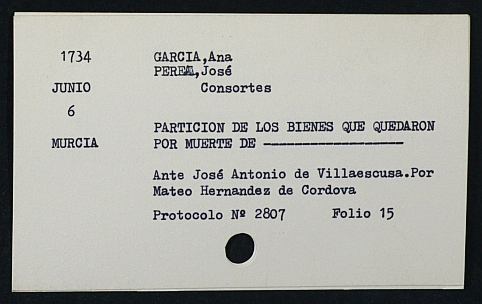 1734 GARCIA,Ana
PEREA,José
JUNIO Consortes
6
PARTICION DE LOS BIENES QUE QUEDARON
MURCIA POR MUERTE DE --------------------
Ante José Antonio de Villaescusa.Por
Mateo Hernandez de Cordova
Protocolo Nº 2807 Folio 15